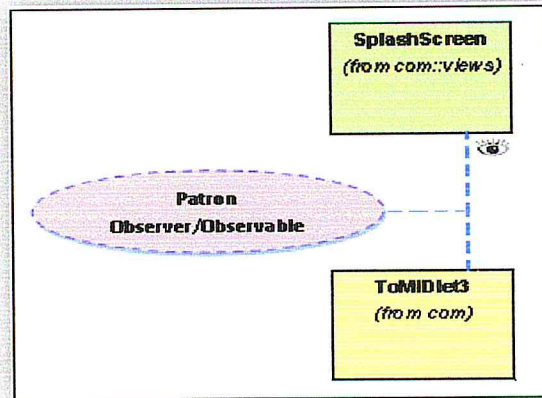 SplashScreen
(from com::views)
Patron
Observer/Observable
ToMIDlet3
(from com)